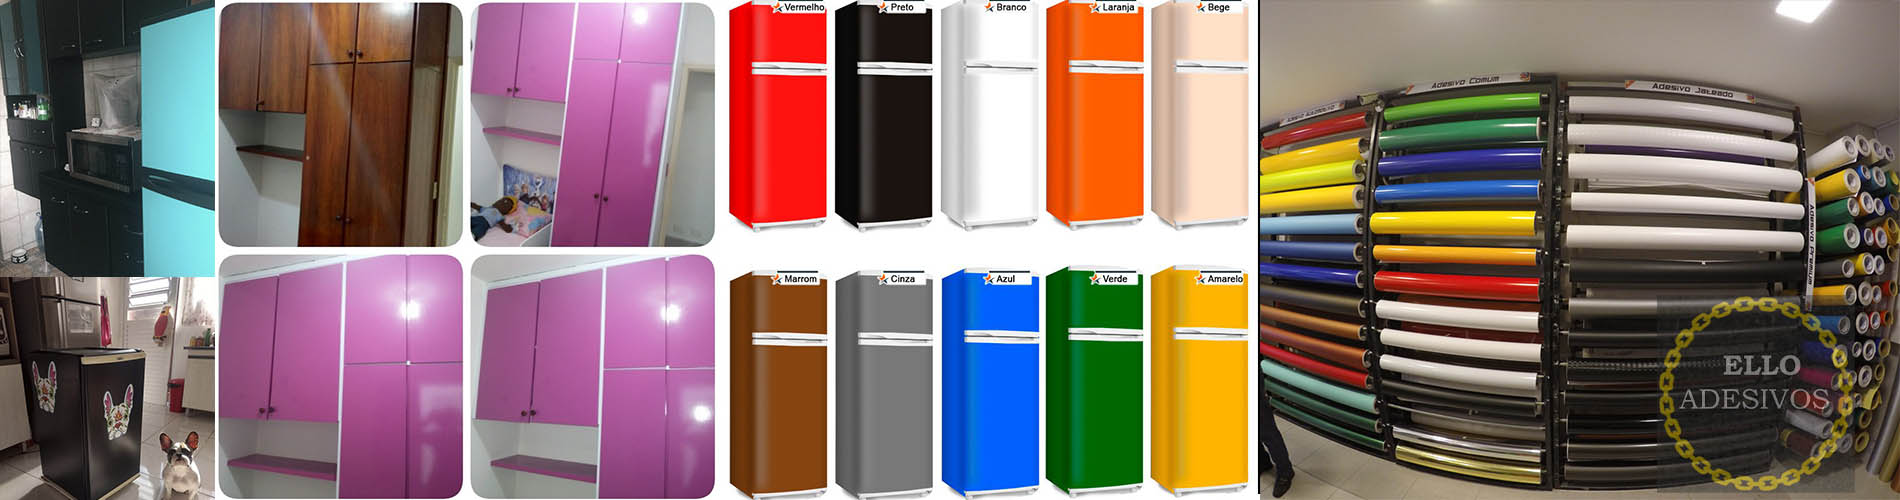 Vermelho
Preto
Branco
Laranja
Bege
Marrom
Cinza
Azul
Verde
Amarelo
Adesivo Comum
Adesivo Jateado
Adesivo Premium
ELLO
ADESIVOS